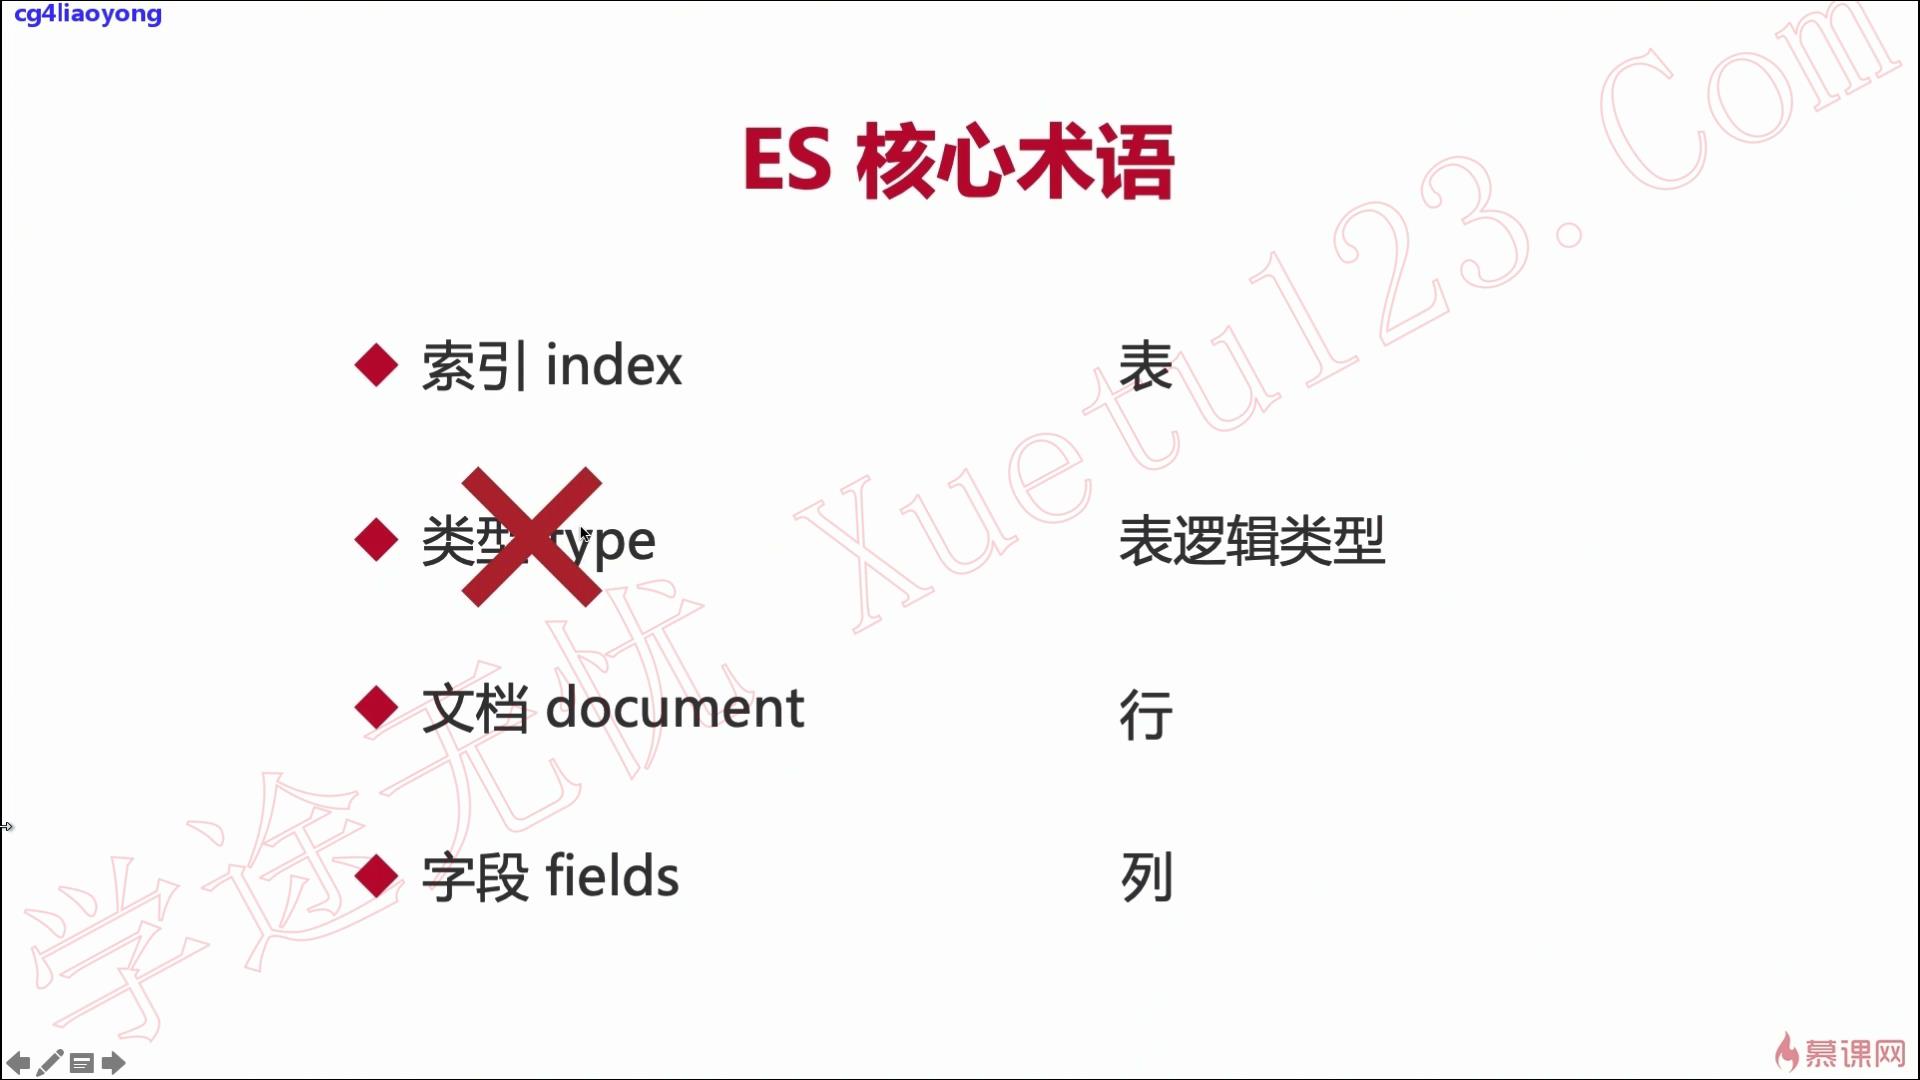 cg4liaoyong
ES 核心术语
索引 index
表
类型 type
表逻辑类型
文档 document
行
字段 fields
列
学途无忧 Xuetu123.Com
慕课网